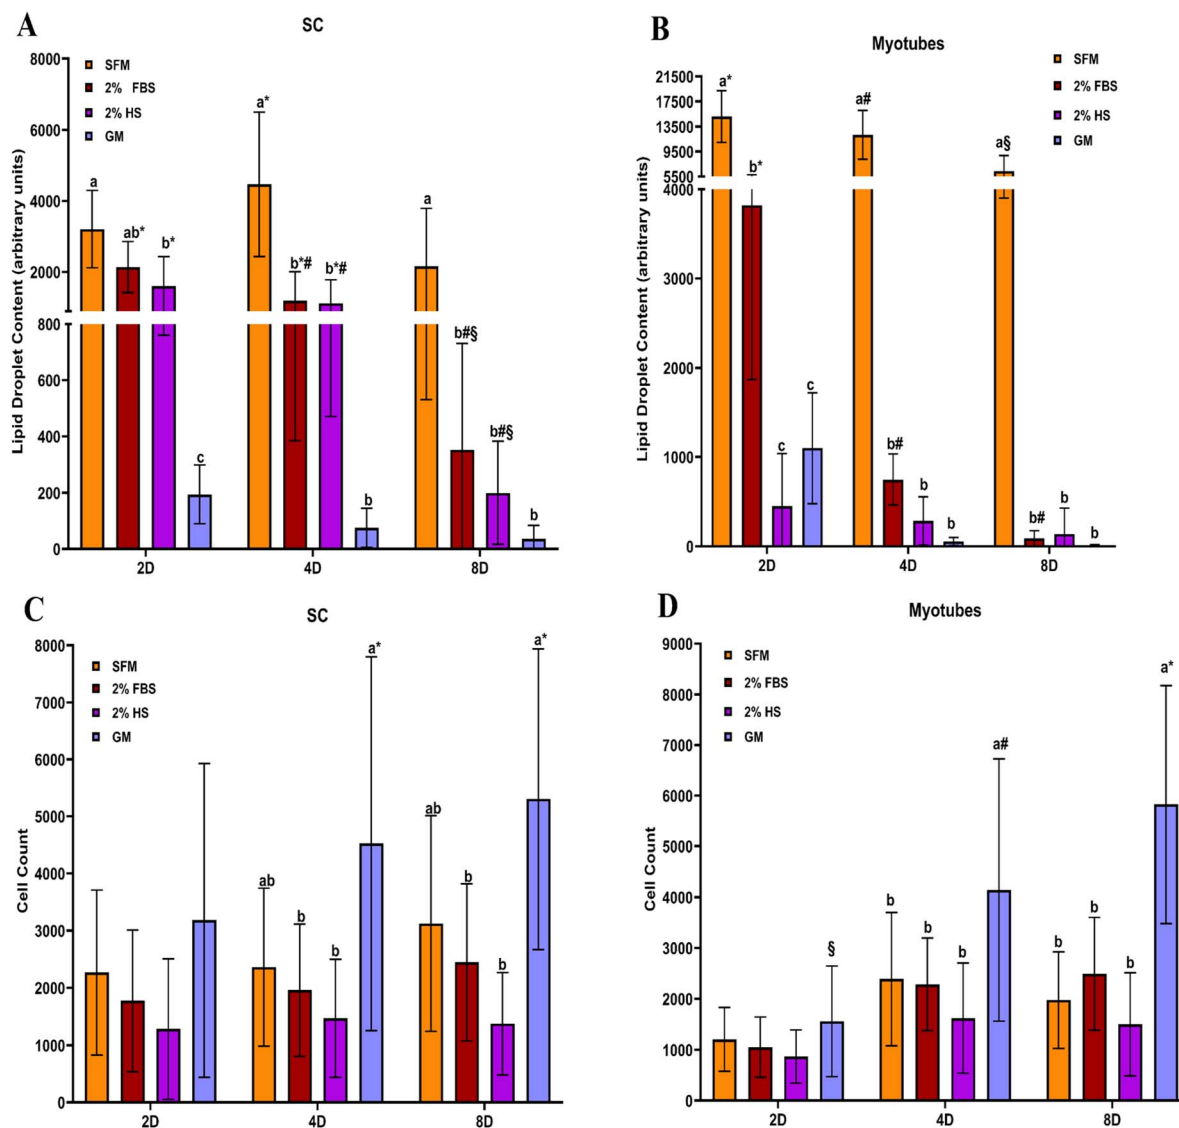 A
SC
SFM
2% FBS
2% HS
GM
Lipid Droplet Content (arbitrary units)
8000
6000
4000
2000
800
600
400
200
0
a
ab*
b*
c
a*
b*#
b*#
b
a
b#§
b#§
b
2D
4D
8D
B
Myotubes
SFM
2% FBS
2% HS
GM
Lipid Droplet Content (arbitrary units)
21500
17500
13500
9500
5500
4000
3000
2000
1000
0
a*
b*
c
c
a#
b#
b
b
a§
b#
b
b
2D
4D
8D
C
SC
SFM
2% FBS
2% HS
GM
Cell Count
8000
7000
6000
5000
4000
3000
2000
1000
0
ab
b
b
a*
ab
b
b
a*
2D
4D
8D
D
Myotubes
SFM
2% FBS
2% HS
GM
Cell Count
9000
8000
7000
6000
5000
4000
3000
2000
1000
0
§
b
b
b
a#
b
b
b
a*
2D
4D
8D